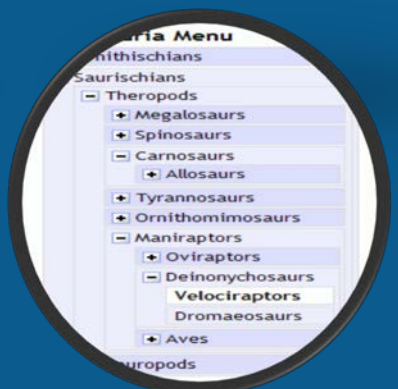 ria Menu
nithischians
Saurischians
Theropods
Megalosaurs
Spinosaurs
Carnosaurs
Allosaurs
Tyrannosaurs
Ornithomimosaurs
Maniraptors
Oviraptors
Deinonychosaurs
Velociraptors
Dromaeosaurs
Aves
uropods